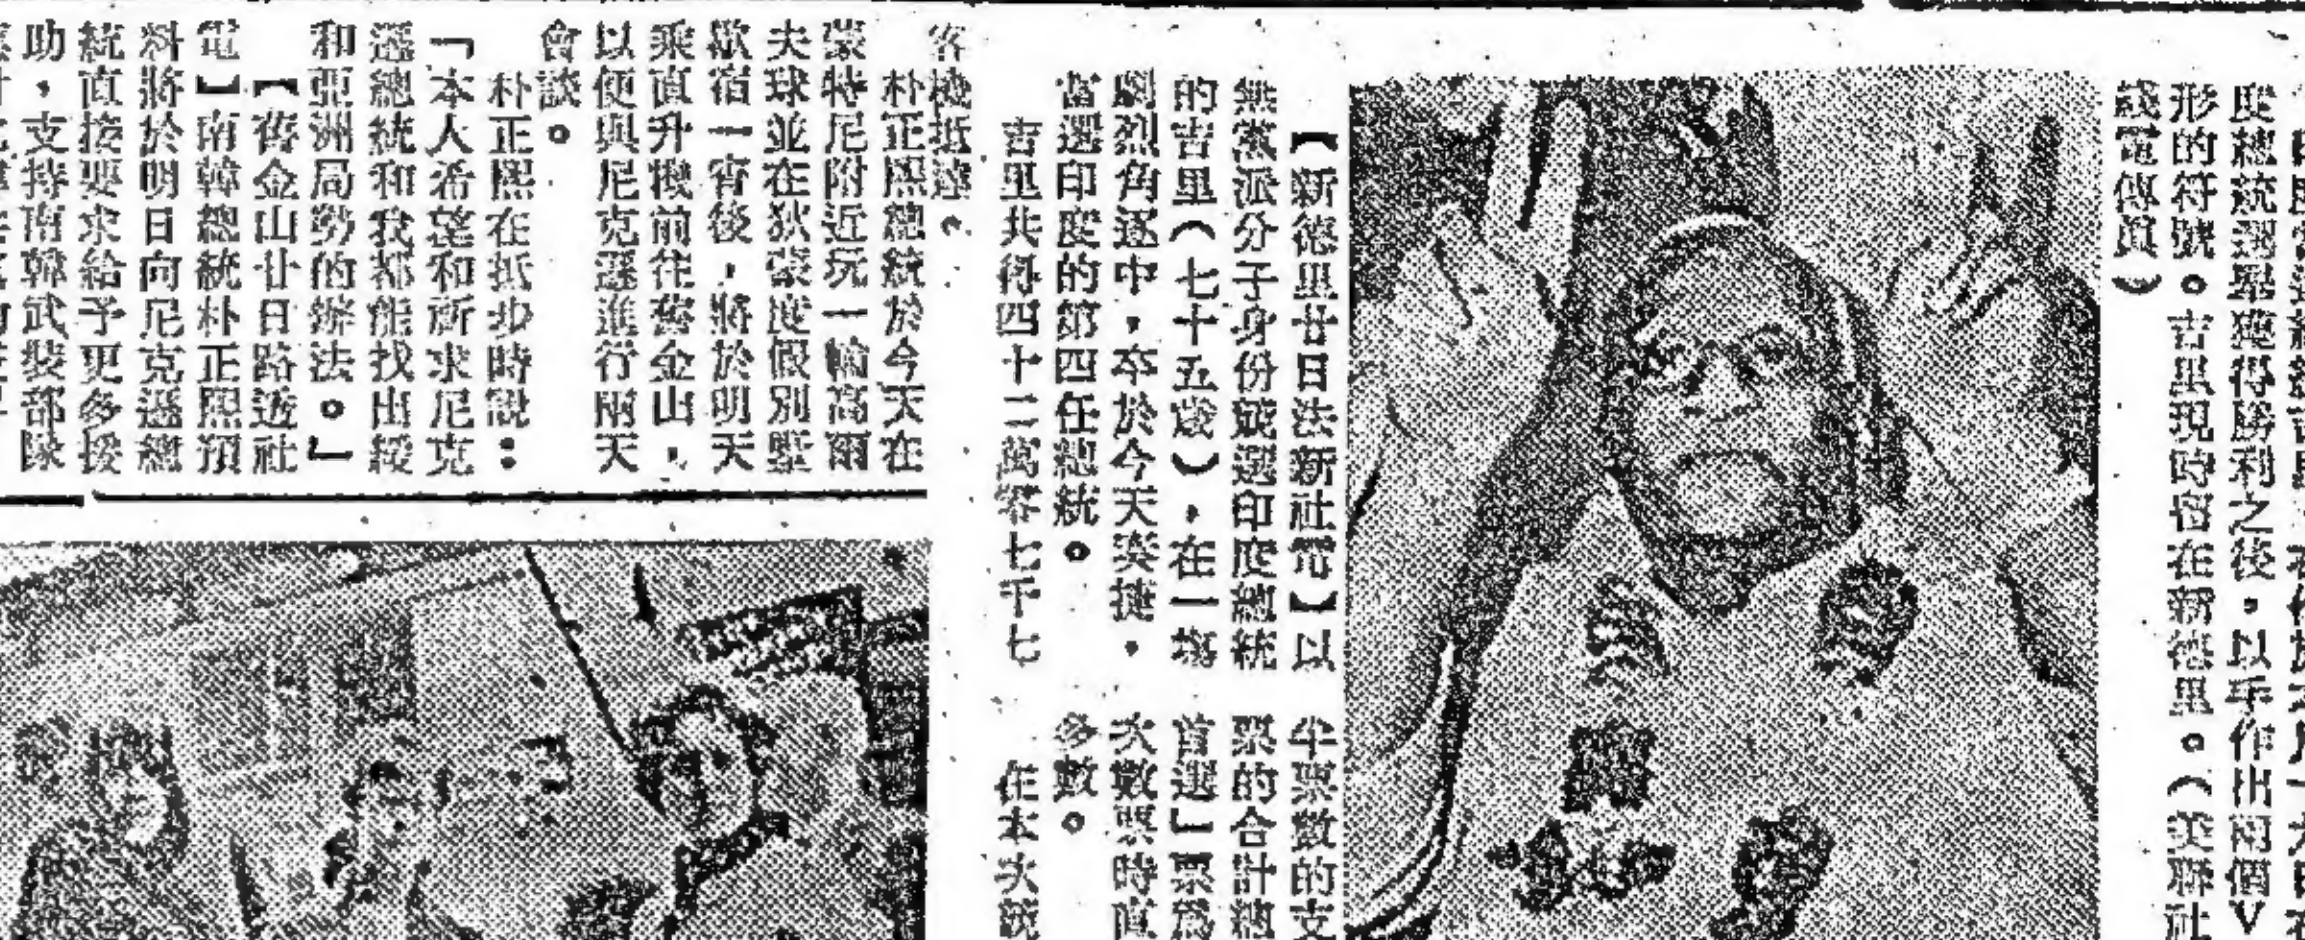 度總統選舉獲得勝利之後，以手作出兩個V
形的符號。吉里現時留在新德里。（美聯社
綫電傳眞）
【新德里廿日法新社電】以
無黨派分子身份競選印度總統
的吉里（七十五歲），在一塲
劇烈角逐中，卒於今天奏捷，
當選印度的第四任總統。
吉里共得四十二萬零七千七
半票數的支
票的合計總
首選」票爲
次數票時直
多數。
在本次統
客機抵達。
朴正熙總統於今天在
蒙特尼附近玩一輪高爾
夫球並在狄蒙度假別墅
歇宿一宵後，將於明天
乘直升機前往舊金山，
以便與尼克遜進行兩天
會談。
朴正熙在抵步時說：
「本人希望和所求尼克
遜總統和我都能找出緩
和亞洲局勢的辦法。」
【舊金山廿日路透社
電】南韓總統朴正熙預
料將於明日向尼克遜總
統直接要求給予更多援
助，支持南韓武裝部隊